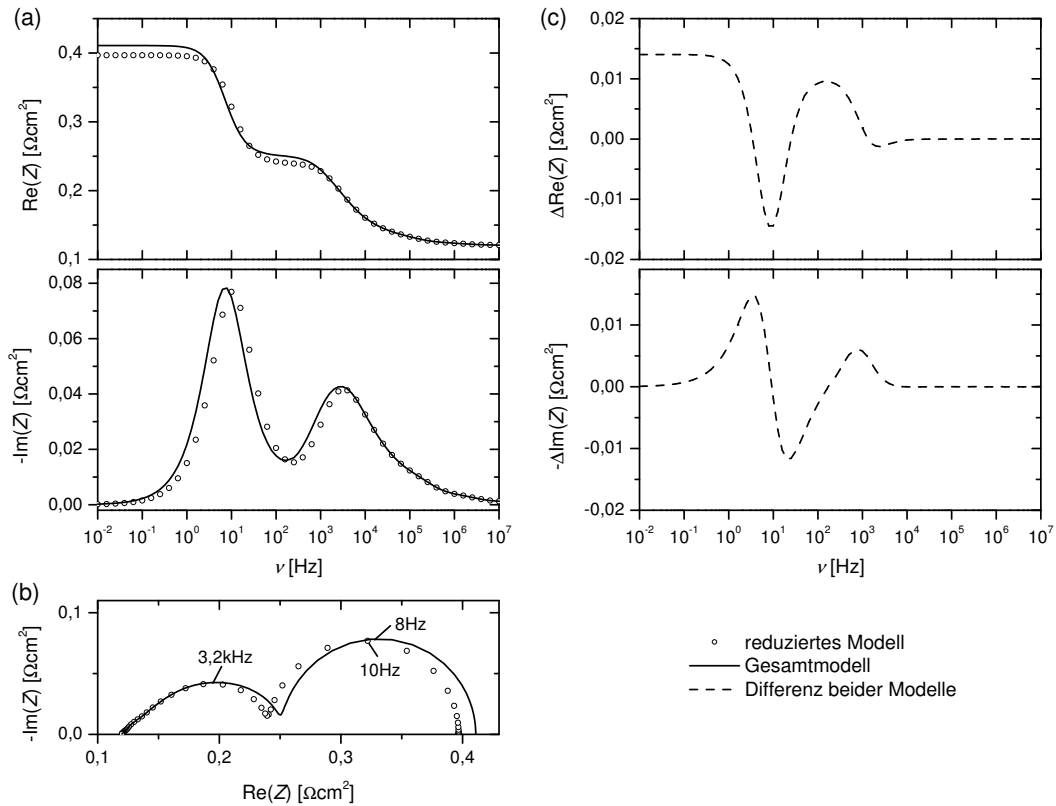 (a)
0,4
0,3
0,2
0,1
Re(Z) [Ωcm²]
0.08
0.06
0.04
0.02
0.00
-Im(Z) [Ωcm²]
10⁻² 10⁻¹ 10⁰ 10¹ 10² 10³ 10⁴ 10⁵ 10⁶ 10⁷
ν [Hz]
(c)
0,02
0,01
0,00
-0,01
-0,02
ΔRe(Z) [Ωcm²]
0,01
0,00
-0,01
-0,02
-ΔIm(Z) [Ωcm²]
10⁻² 10⁻¹ 10⁰ 10¹ 10² 10³ 10⁴ 10⁵ 10⁶ 10⁷
ν [Hz]
(b)
0,1
0,0
-Im(Z) [Ωcm²]
3,2kHz
8Hz
10Hz
0,1 0,2 0,3 0,4
Re(Z) [Ωcm²]
reduziertes Modell
Gesamtmodell
Differenz beider Modelle